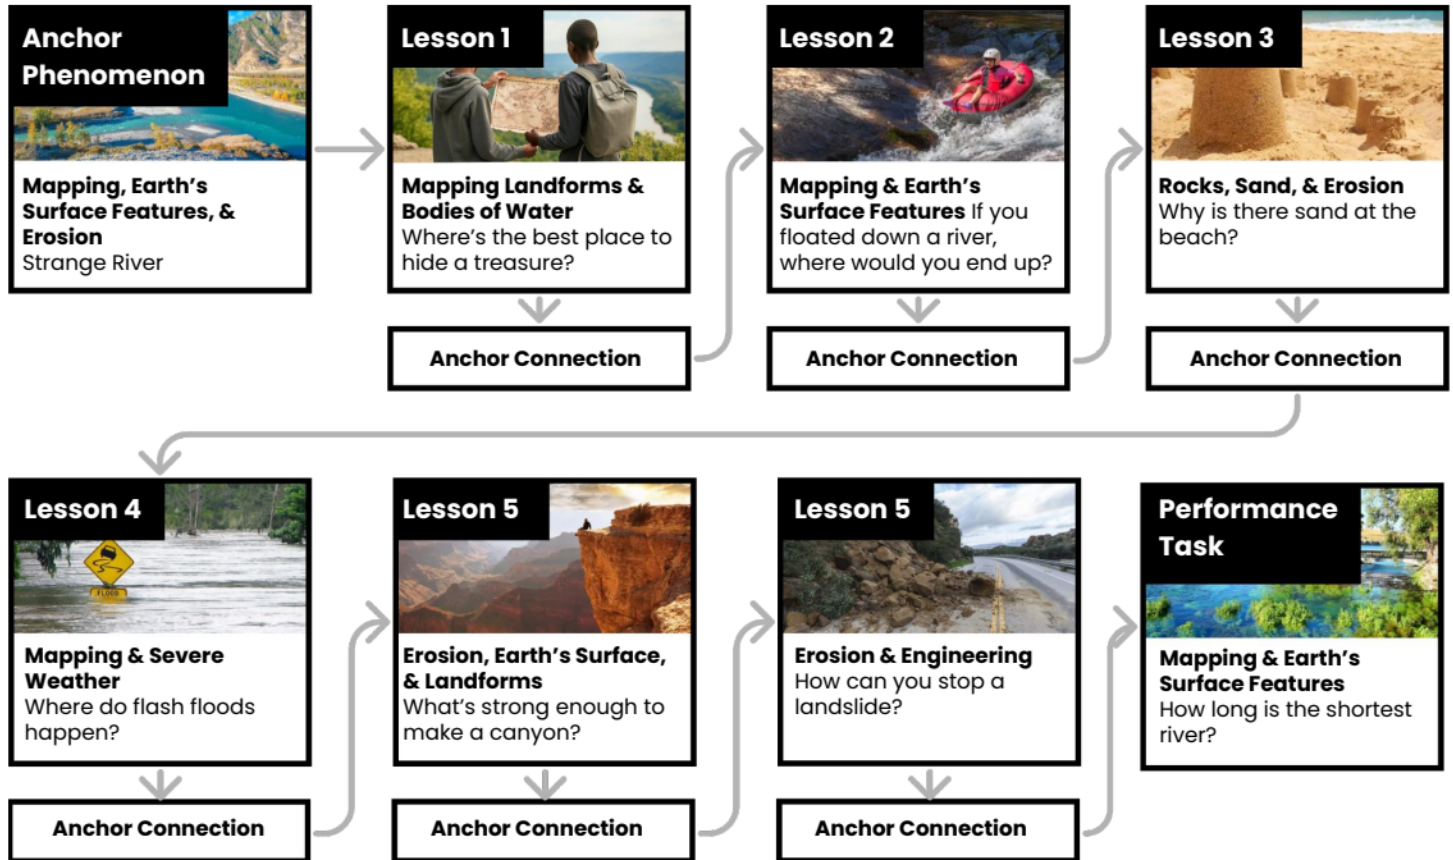 Anchor
Phenomenon
Mapping, Earth's
Surface Features, &
Erosion
Strange River
Lesson 1
Mapping Landforms &
Bodies of Water
Where's the best place to
hide a treasure?
Anchor Connection
Lesson 2
Mapping & Earth's
Surface Features If you
floated down a river,
where would you end up?
Anchor Connection
Lesson 3
Rocks, Sand, & Erosion
Why is there sand at the
beach?
Anchor Connection
Lesson 4
FLOOD
Mapping & Severe
Weather
Where do flash floods
happen?
Anchor Connection
Lesson 5
Erosion, Earth's Surface,
& Landforms
What's strong enough to
make a canyon?
Anchor Connection
Lesson 5
Erosion & Engineering
How can you stop a
landslide?
Anchor Connection
Performance
Task
Mapping & Earth's
Surface Features
How long is the shortest
river?